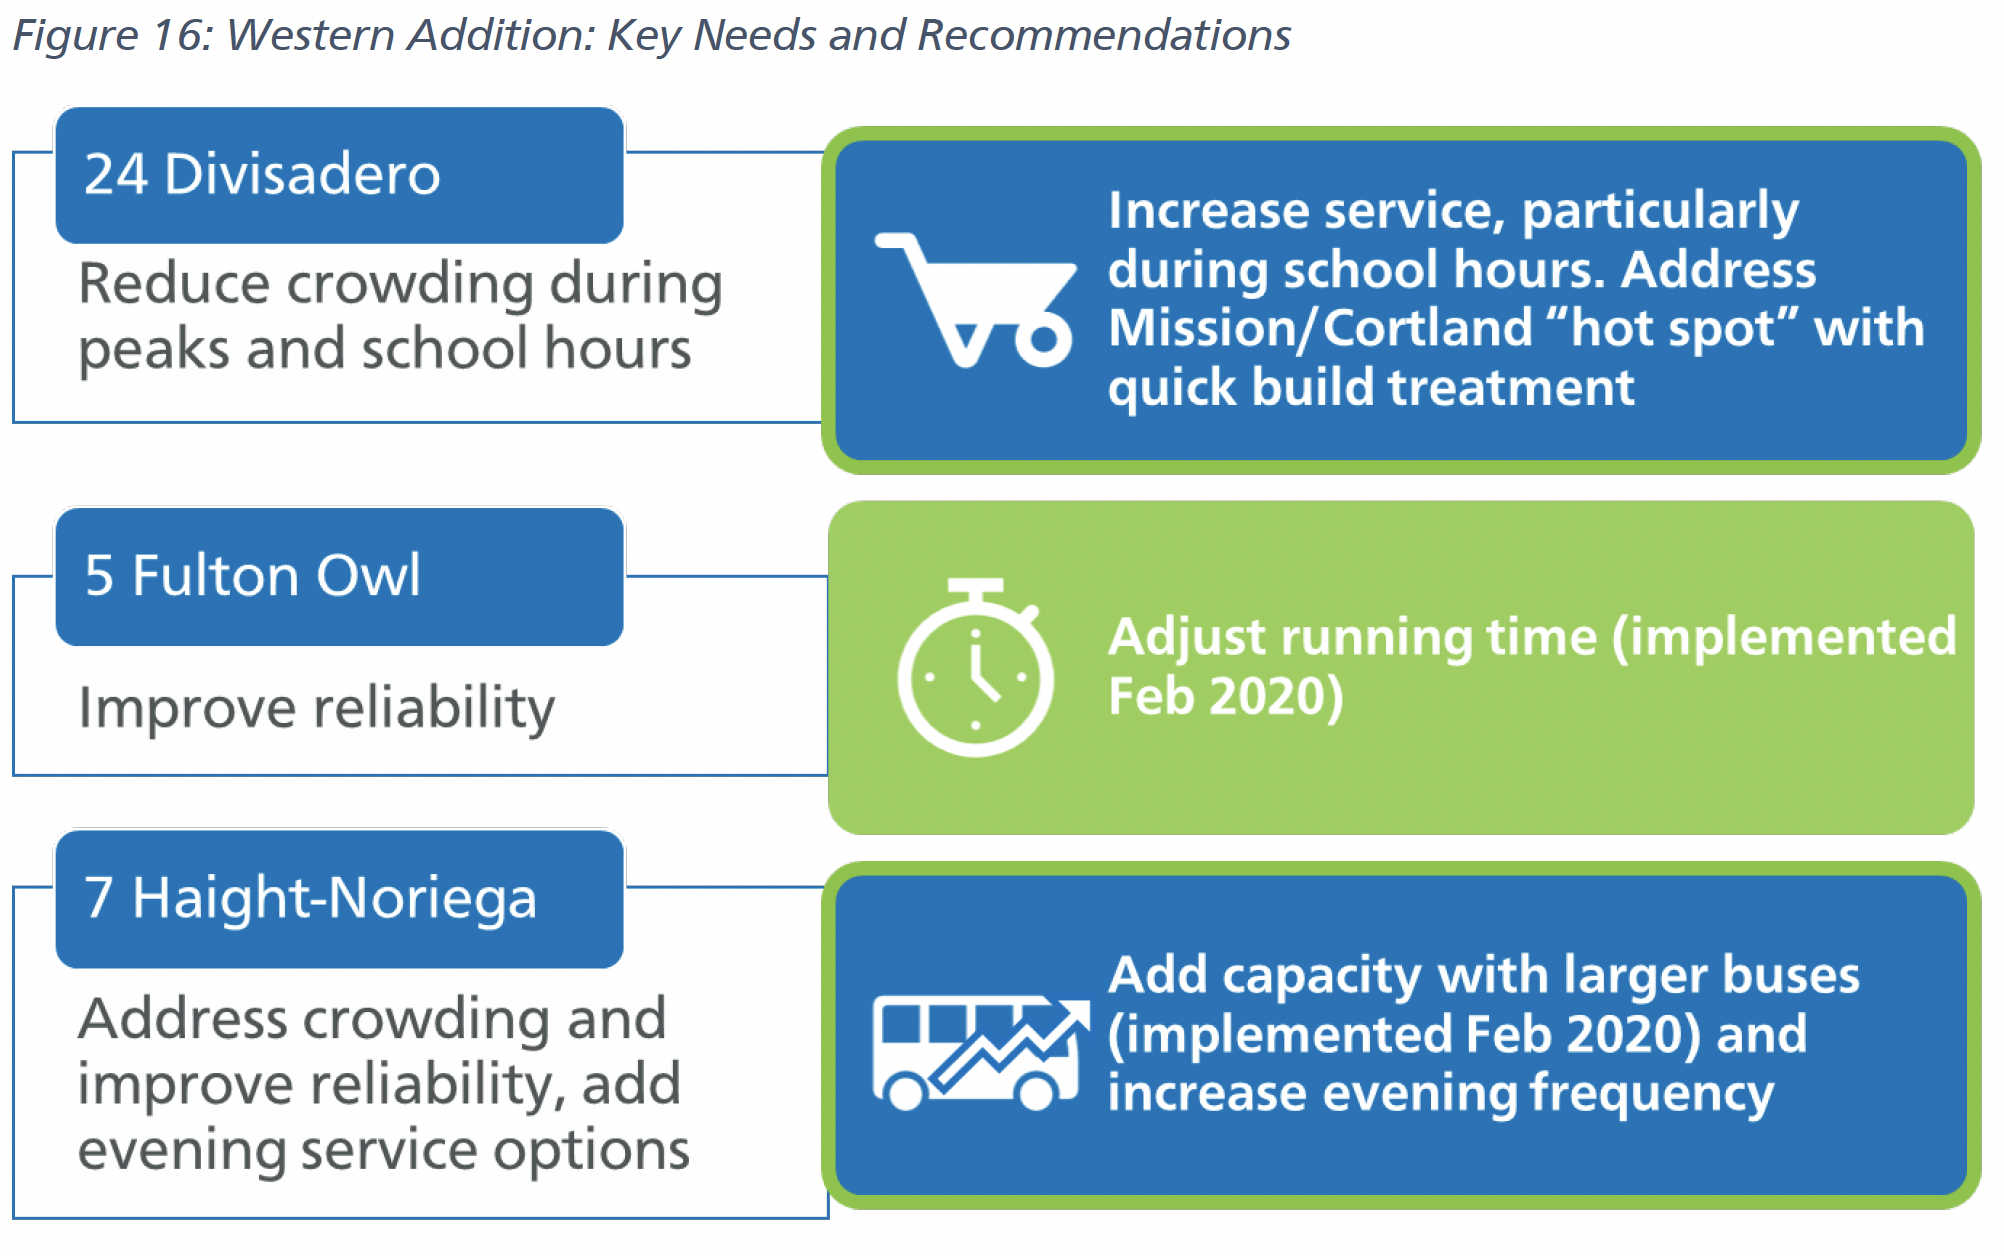 Figure 16: Western Addition: Key Needs and Recommendations
24 Divisadero
Reduce crowding during
peaks and school hours
Increase service, particularly
during school hours. Address
Mission/Cortland “hot spot” with
quick build treatment
5 Fulton Owl
Improve reliability
Adjust running time (implemented
Feb 2020)
7 Haight-Noriega
Address crowding and
improve reliability, add
evening service options
Add capacity with larger buses
(implemented Feb 2020) and
increase evening frequency